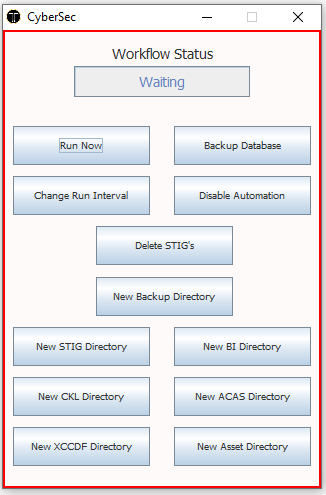 CyberSec
Workflow Status
Waiting
Run Now
Backup Database
Change Run Interval
Disable Automation
Delete STIG's
New Backup Directory
New STIG Directory
New BI Directory
New CKL Directory
New ACAS Directory
New XCCDF Directory
New Asset Directory